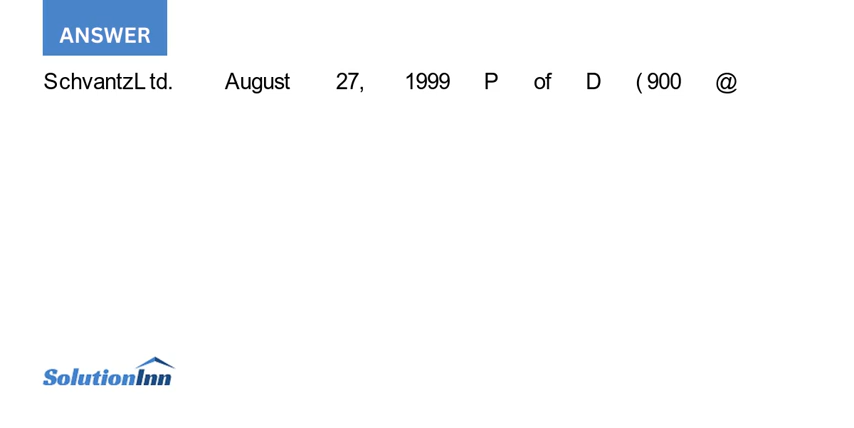 ANSWER
SchvantzL td. August 27, 1999 P of D ( 900 @
SolutionInn